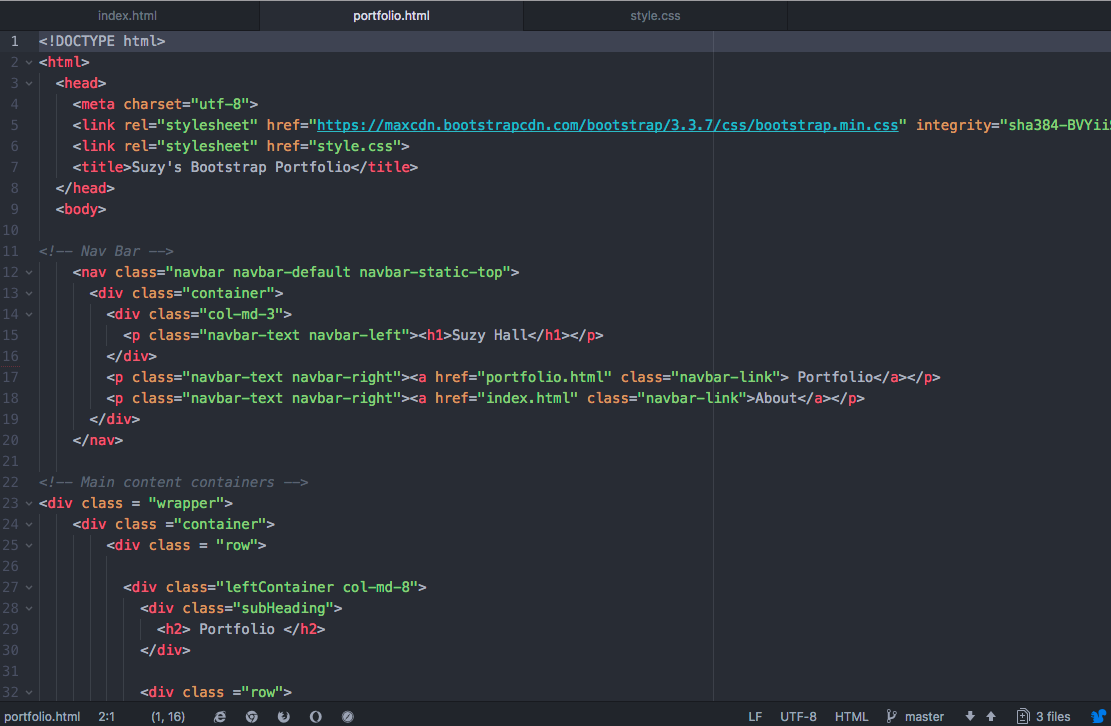 index.html portfolio.html style.css
1 <!DOCTYPE html>
2 <html>
3 <head>
4 <meta charset="utf-8">
5 <link rel="stylesheet" href="https://maxcdn.bootstrapcdn.com/bootstrap/3.3.7/css/bootstrap.min.css" integrity="sha384-BVYii
6 <link rel="stylesheet" href="style.css">
7 <title>Suzy's Bootstrap Portfolio</title>
8 </head>
9 <body>
10
11 <!-- Nav Bar -->
12 <nav class="navbar navbar-default navbar-static-top">
13 <div class="container">
14 <div class="col-md-3">
15 <p class="navbar-text navbar-left"><h1>Suzy Hall</h1></p>
16 </div>
17 <p class="navbar-text navbar-right"><a href="portfolio.html" class="navbar-link"> Portfolio</a></p>
18 <p class="navbar-text navbar-right"><a href="index.html" class="navbar-link">About</a></p>
19 </div>
20 </nav>
21
22 <!-- Main content containers -->
23 <div class = "wrapper">
24 <div class ="container">
25 <div class = "row">
26
27 <div class="leftContainer col-md-8">
28 <div class="subHeading">
29 <h2> Portfolio </h2>
30 </div>
31
32 <div class ="row">
portfolio.html 2:1 (1, 16) LF UTF-8 HTML master 3 files